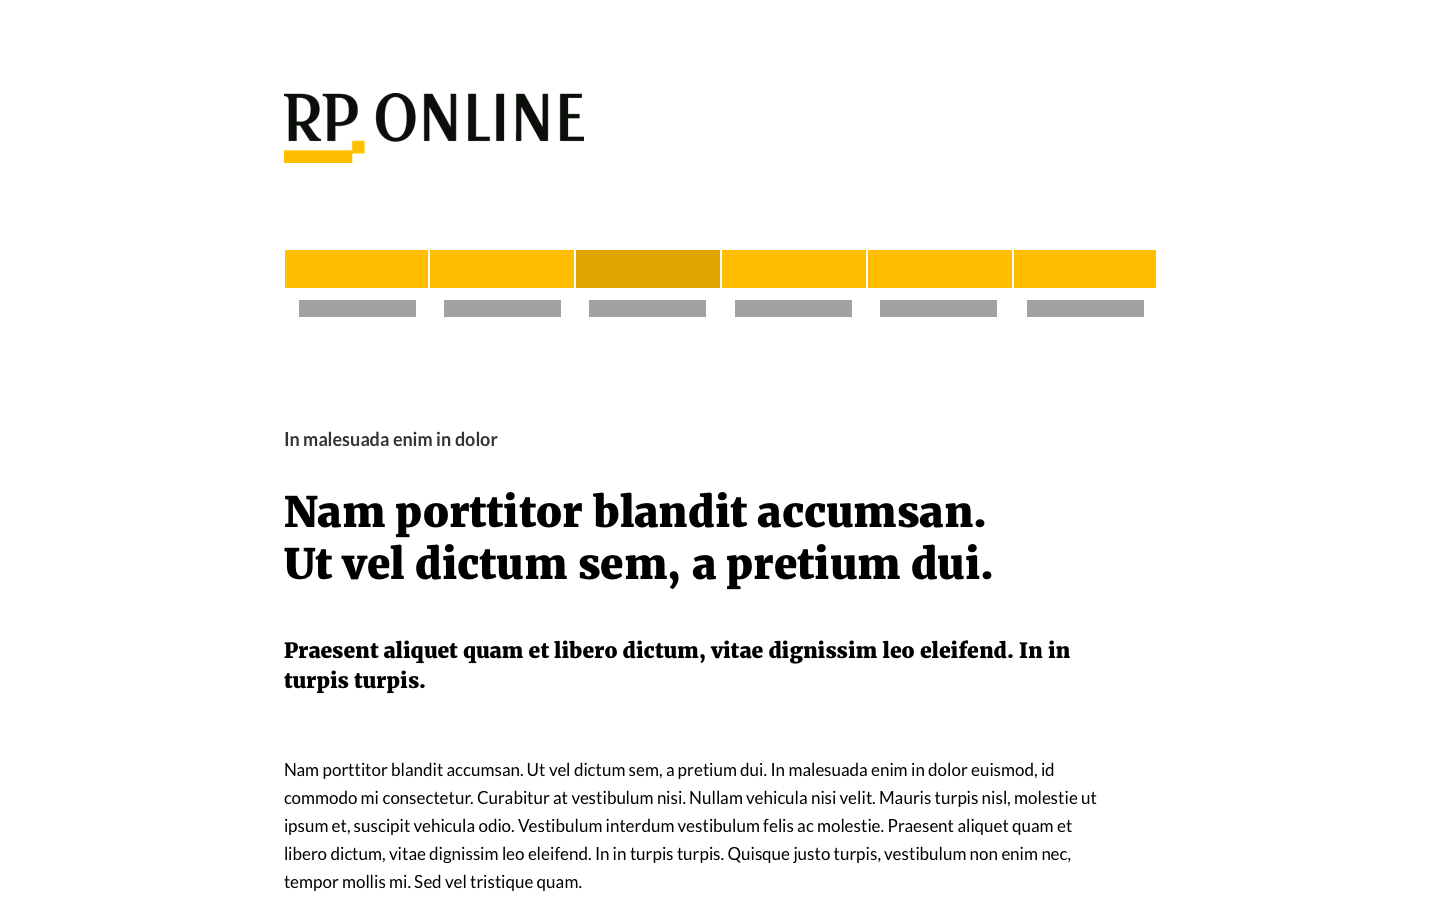 RP ONLINE
In malesuada enim in dolor
Nam porttitor blandit accumsan.
Ut vel dictum sem, a pretium dui.
Praesent aliquet quam et libero dictum, vitae dignissim leo eleifend. In in
turpis turpis.
Nam porttitor blandit accumsan. Ut vel dictum sem, a pretium dui. In malesuada enim in dolor euismod, id
commodo mi consectetur. Curabitur at vestibulum nisi. Nullam vehicula nisi velit. Mauris turpis nisl, molestie ut
ipsum et, suscipit vehicula odio. Vestibulum interdum vestibulum felis ac molestie. Praesent aliquet quam et
libero dictum, vitae dignissim leo eleifend. In in turpis turpis. Quisque justo turpis, vestibulum non enim nec,
tempor mollis mi. Sed vel tristique quam.